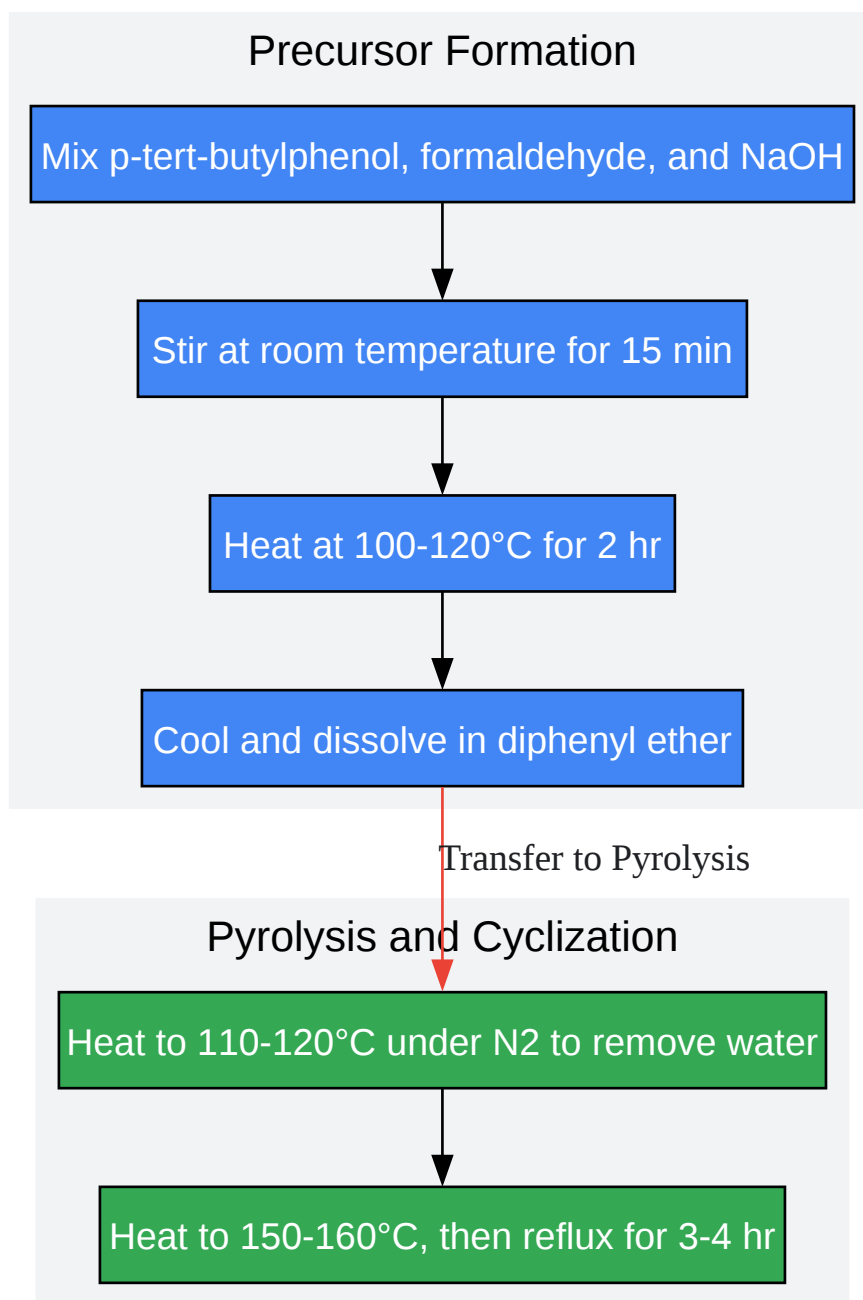 Precursor Formation
Mix p-tert-butylphenol, formaldehyde, and NaOH
Stir at room temperature for 15 min
Heat at 100-120°C for 2 hr
Cool and dissolve in diphenyl ether
Transfer to Pyrolysis
Pyrolysis and Cyclization
Heat to 110-120°C under N2 to remove water
Heat to 150-160°C, then reflux for 3-4 hr